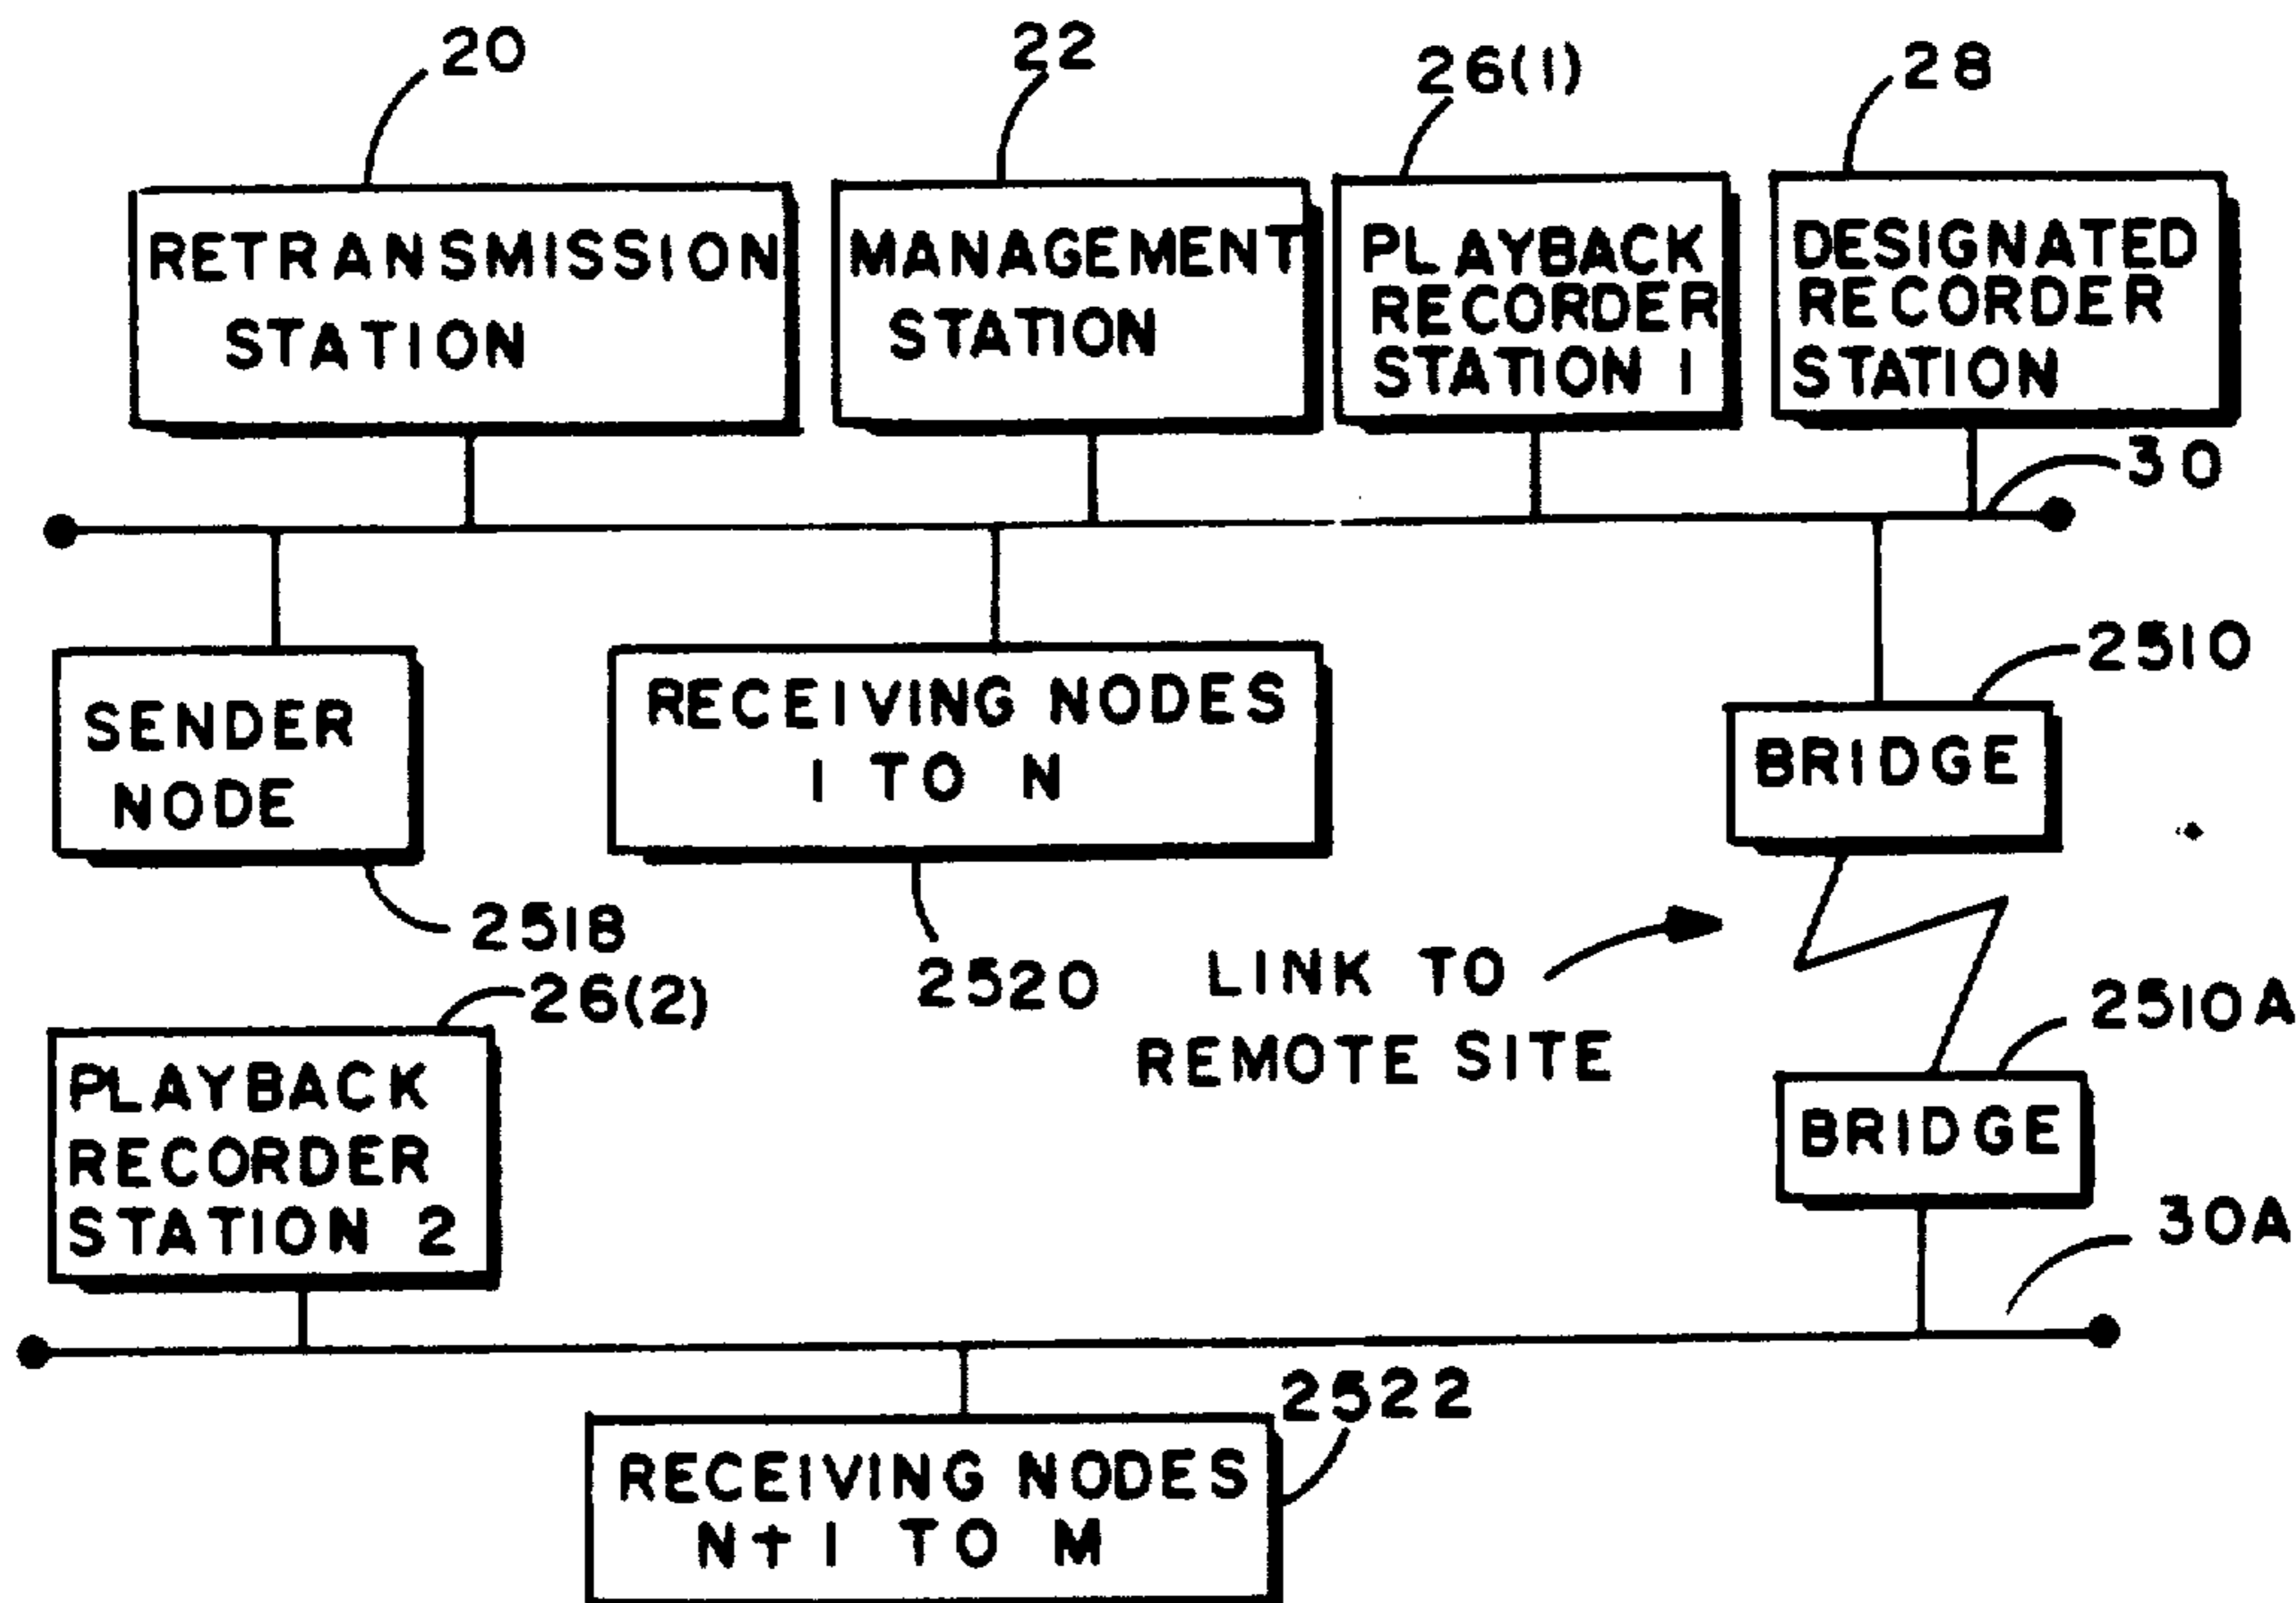 20
22
26(1)
28
RETRANSMISSION
STATION
MANAGEMENT
STATION
PLAYBACK
RECORDER
STATION 1
DESIGNATED
RECORDER
STATION
30
SENDER
NODE
RECEIVING NODES
1 TO N
2510
BRIDGE
2518
2520
LINK TO
REMOTE SITE
26(2)
2510A
PLAYBACK
RECORDER
STATION 2
BRIDGE
30A
2522
RECEIVING NODES
N+1 TO M